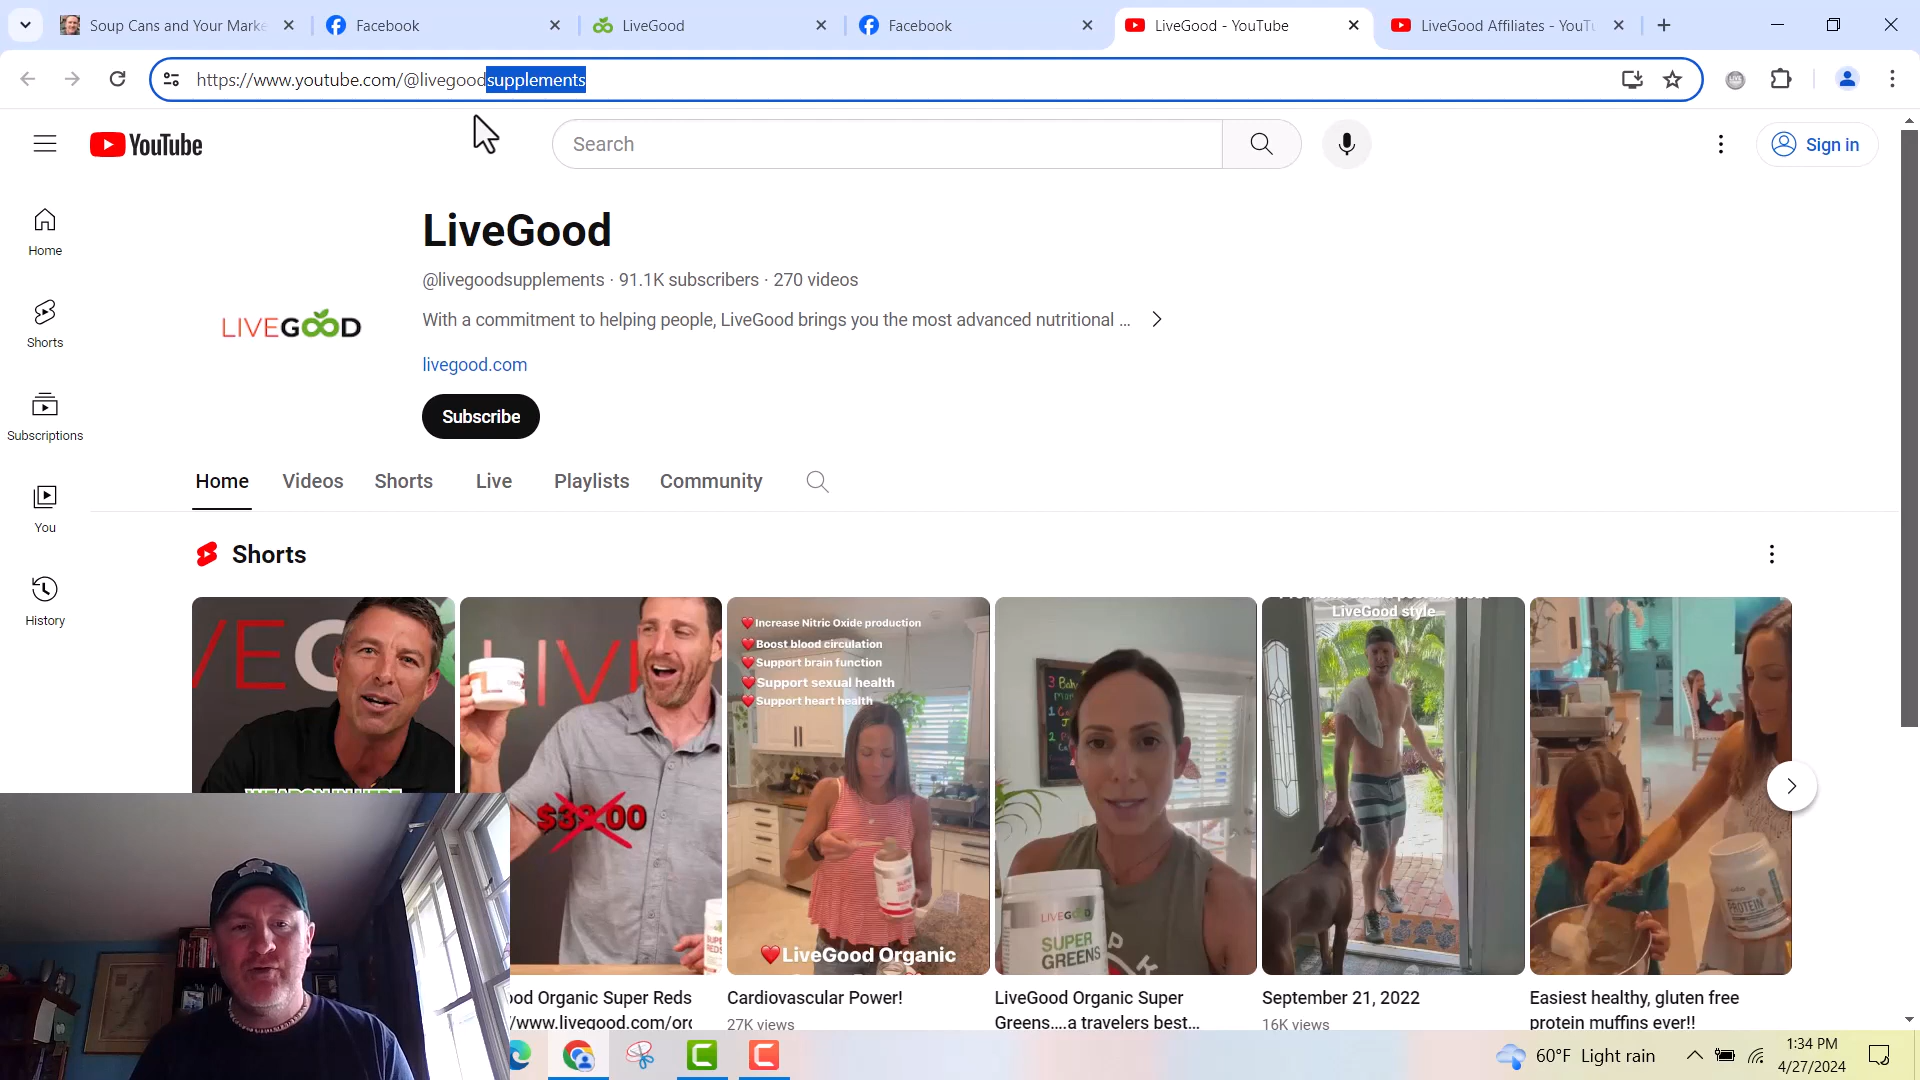 Soup Cans and Your Marke
Facebook
LiveGood
Facebook
LiveGood - YouTube
LiveGood Affiliates - YouTu
https://www.youtube.com/@livegoodsupplements
YouTube
Search
Sign in
Home
Shorts
Subscriptions
You
History
LIVEGOOD
LiveGood
@livegoodsupplements · 91.1K subscribers · 270 videos
With a commitment to helping people, LiveGood brings you the most advanced nutritional ...
livegood.com
Subscribe
Home Videos Shorts Live Playlists Community
Shorts
$39.00
Increase Nitric Oxide production
Boost blood circulation
Support brain function
Support sexual health
Support heart health
LiveGood Organic
LIVEGOOD
SUPER
GREENS
LiveGood style
PROTEIN
ood Organic Super Reds
//www.livegood.com/orc
Cardiovascular Power!
27K views
LiveGood Organic Super
Greens....a travelers best...
September 21, 2022
16K views
Easiest healthy, gluten free
protein muffins ever!!
60°F Light rain
1:34 PM
4/27/2024